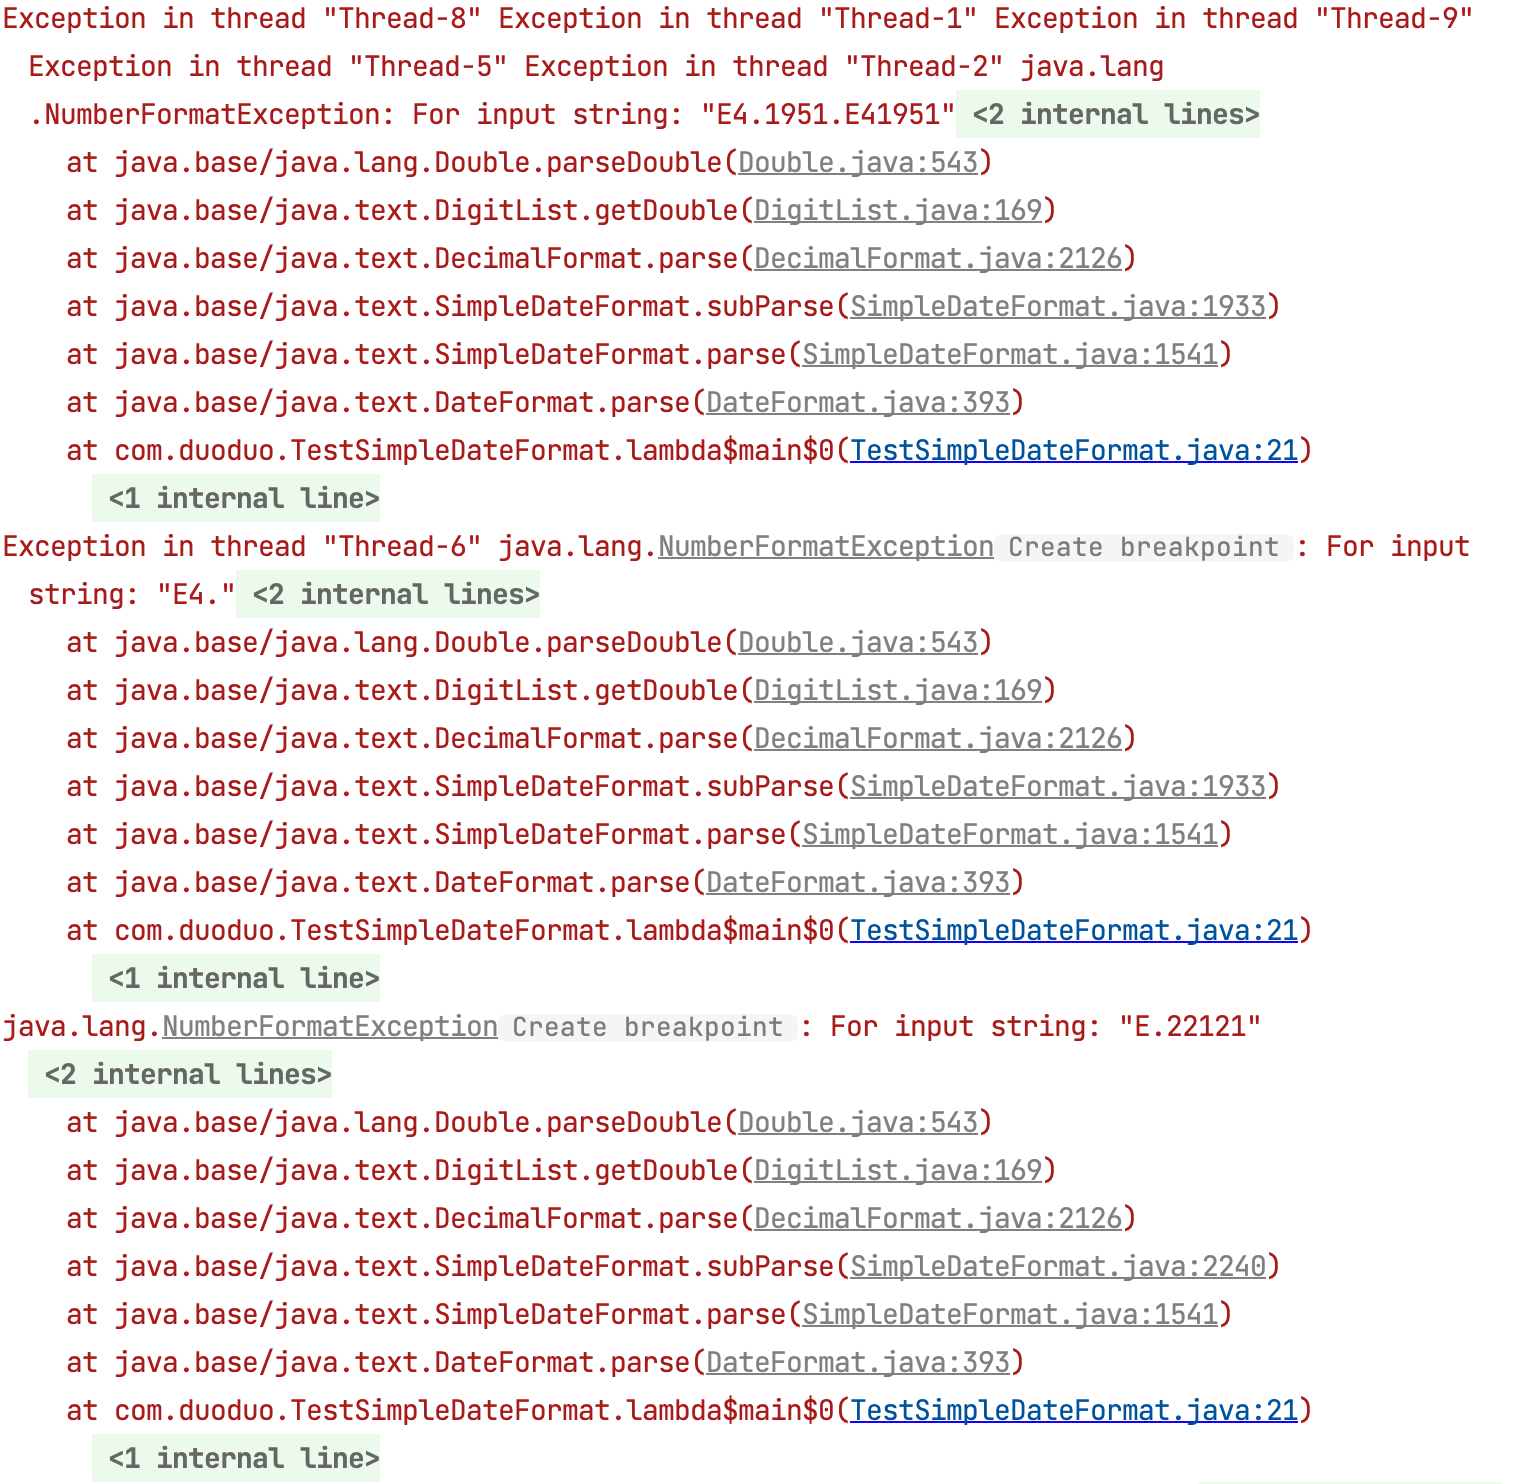 Exception in thread "Thread-8" Exception in thread "Thread-1" Exception in thread "Thread-9"
Exception in thread "Thread-5" Exception in thread "Thread-2" java.lang
.NumberFormatException: For input string: "E4.1951.E41951" <2 internal lines>
at java.base/java.lang.Double.parseDouble(Double.java:543)
at java.base/java.text.DigitList.getDouble(DigitList.java:169)
at java.base/java.text.DecimalFormat.parse(DecimalFormat.java:2126)
at java.base/java.text.SimpleDateFormat.subParse(SimpleDateFormat.java:1933)
at java.base/java.text.SimpleDateFormat.parse(SimpleDateFormat.java:1541)
at java.base/java.text.DateFormat.parse(DateFormat.java:393)
at com.duoduo.TestSimpleDateFormat.lambda$main$0(TestSimpleDateFormat.java:21)
<1 internal line>
Exception in thread "Thread-6" java.lang.NumberFormatException Create breakpoint : For input
string: "E4." <2 internal lines>
at java.base/java.lang.Double.parseDouble(Double.java:543)
at java.base/java.text.DigitList.getDouble(DigitList.java:169)
at java.base/java.text.DecimalFormat.parse(DecimalFormat.java:2126)
at java.base/java.text.SimpleDateFormat.subParse(SimpleDateFormat.java:1933)
at java.base/java.text.SimpleDateFormat.parse(SimpleDateFormat.java:1541)
at java.base/java.text.DateFormat.parse(DateFormat.java:393)
at com.duoduo.TestSimpleDateFormat.lambda$main$0(TestSimpleDateFormat.java:21)
<1 internal line>
java.lang.NumberFormatException Create breakpoint : For input string: "E.22121"
<2 internal lines>
at java.base/java.lang.Double.parseDouble(Double.java:543)
at java.base/java.text.DigitList.getDouble(DigitList.java:169)
at java.base/java.text.DecimalFormat.parse(DecimalFormat.java:2126)
at java.base/java.text.SimpleDateFormat.subParse(SimpleDateFormat.java:2240)
at java.base/java.text.SimpleDateFormat.parse(SimpleDateFormat.java:1541)
at java.base/java.text.DateFormat.parse(DateFormat.java:393)
at com.duoduo.TestSimpleDateFormat.lambda$main$0(TestSimpleDateFormat.java:21)
<1 internal line>